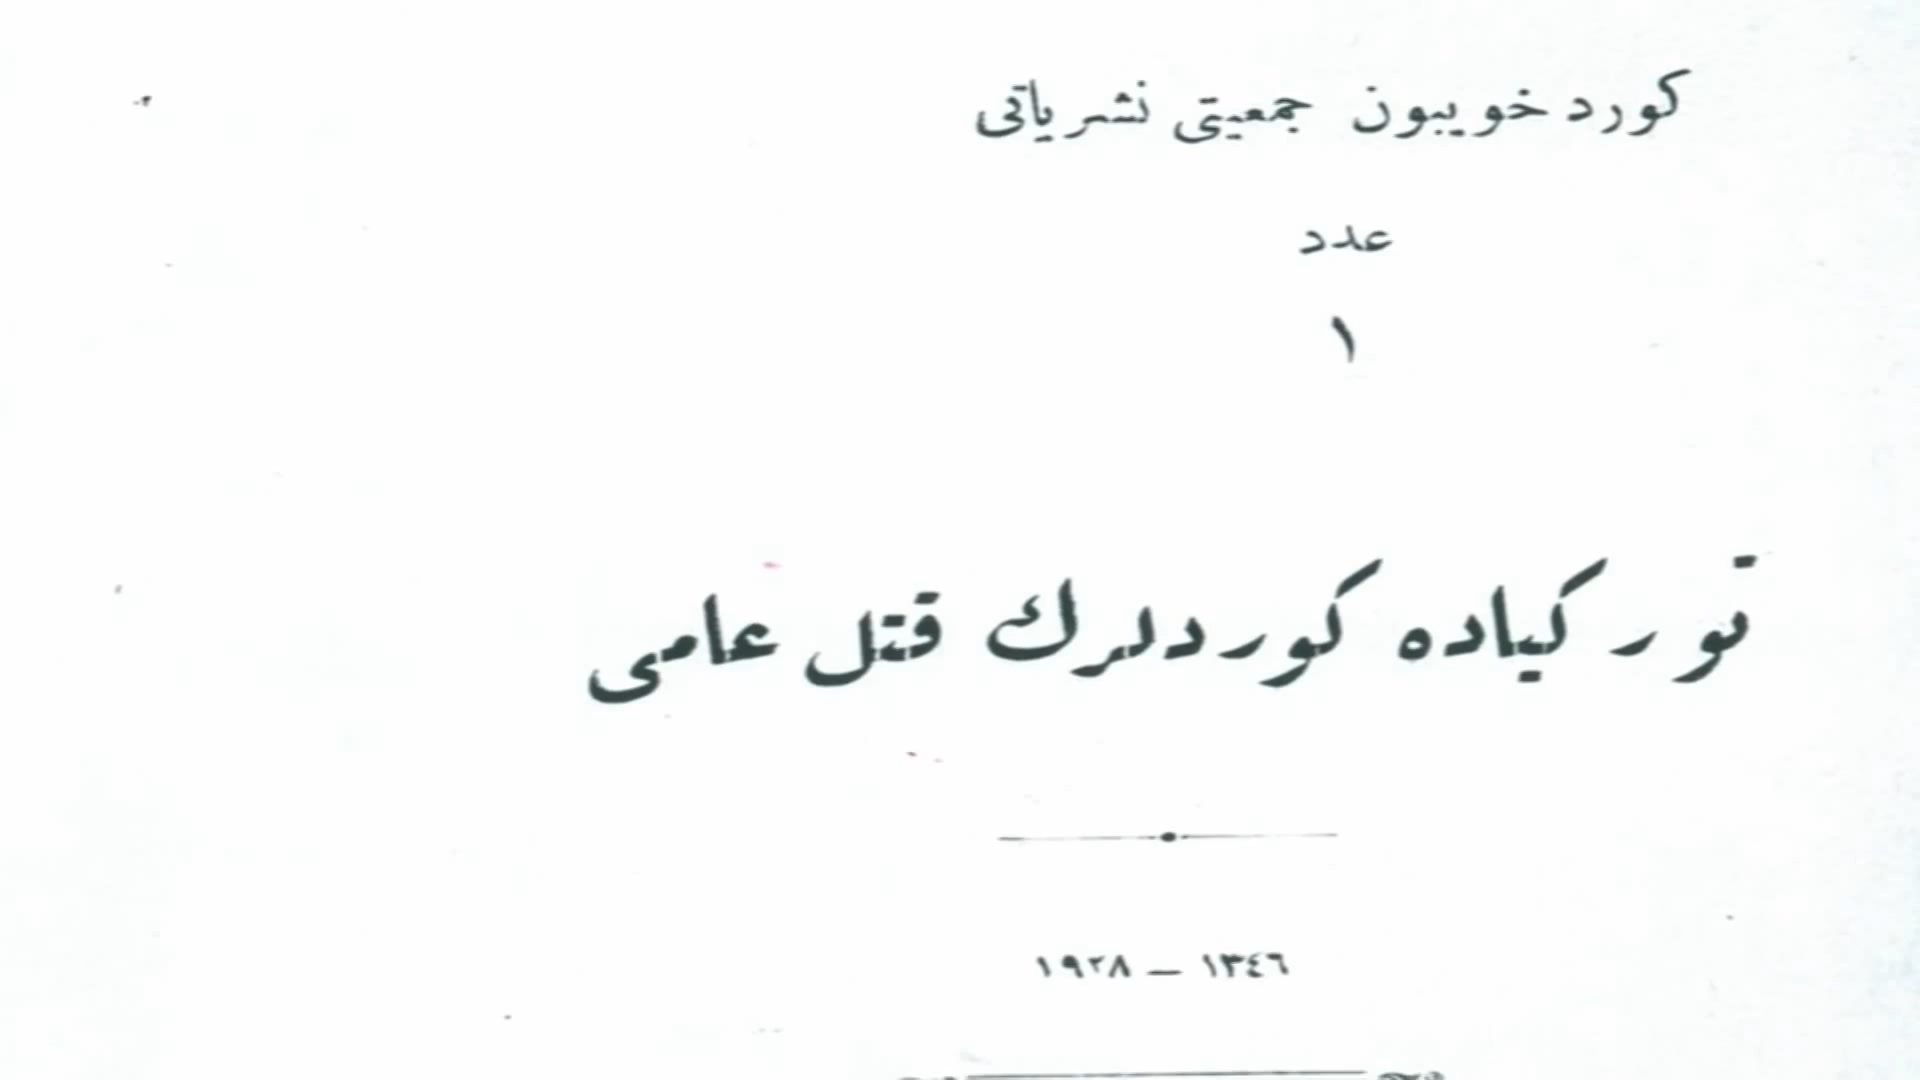 كورد خويبون جمعيتى نشرياتى
عدد
١
توركياده كوردلرك قتل عامى
١٣٤٦ — ١٩٢٨